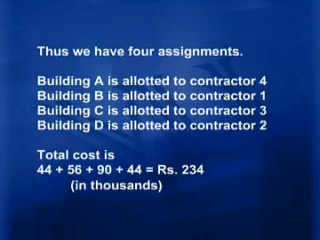 Thus we have four assignments.
Building A is allotted to contractor 4
Building B is allotted to contractor 1
Building C is allotted to contractor 3
Building D is allotted to contractor 2
Total cost is
44 + 56 + 90 + 44 = Rs. 234
(in thousands)